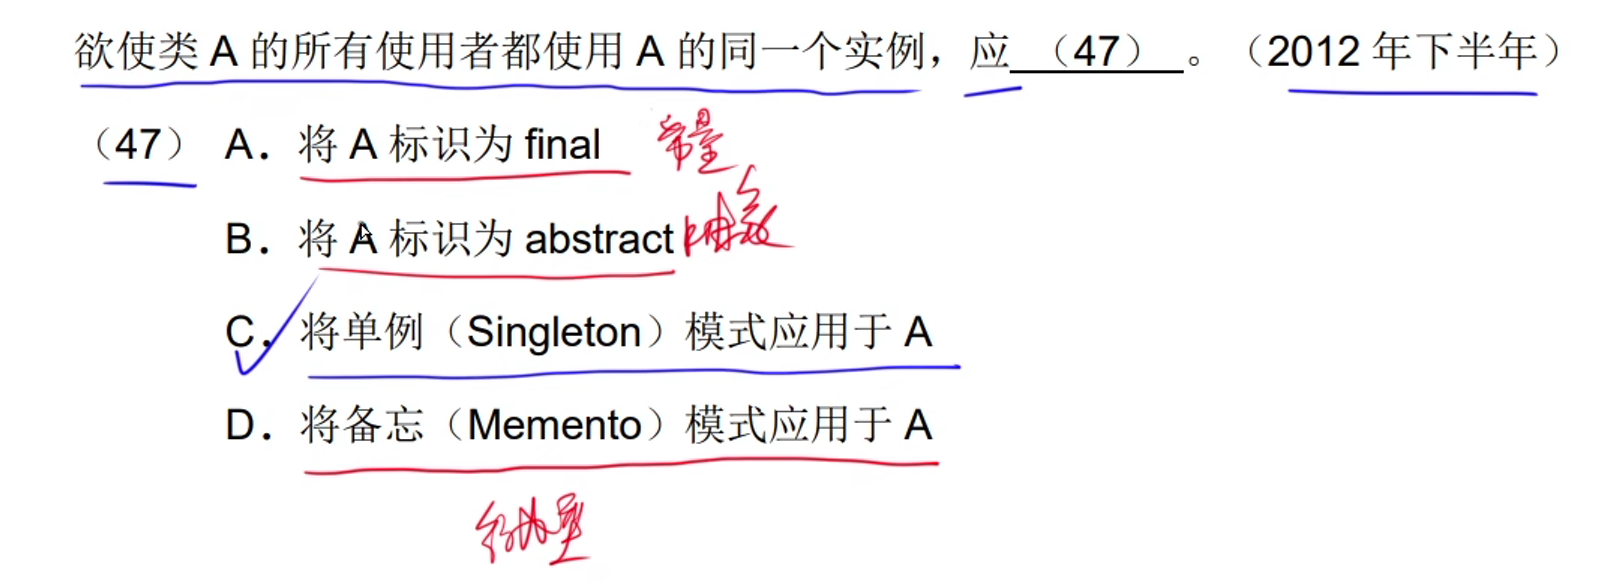 欲使类 A 的所有使用者都使用 A 的同一个实例，应 （47） 。（2012 年下半年）
（47） A. 将 A 标识为 final 常量
B. 将 A 标识为 abstract 抽象
C. 将单例（Singleton）模式应用于 A
D. 将备忘（Memento）模式应用于 A
行为型